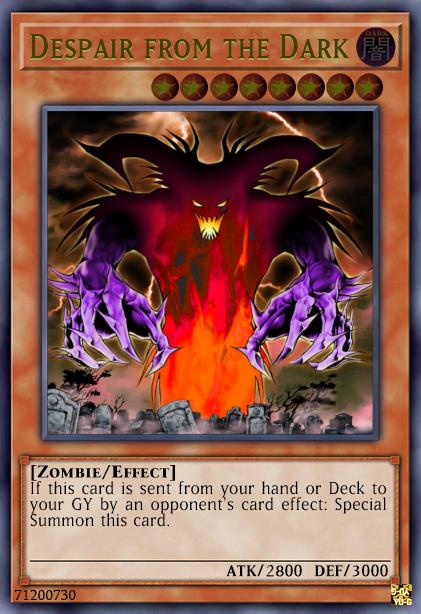 DESPAIR FROM THE DARK
DARK
闇
[ZOMBIE/EFFECT]
If this card is sent from your hand or Deck to
your GY by an opponent's card effect: Special
Summon this card.
ATK/2800 DEF/3000
71200730